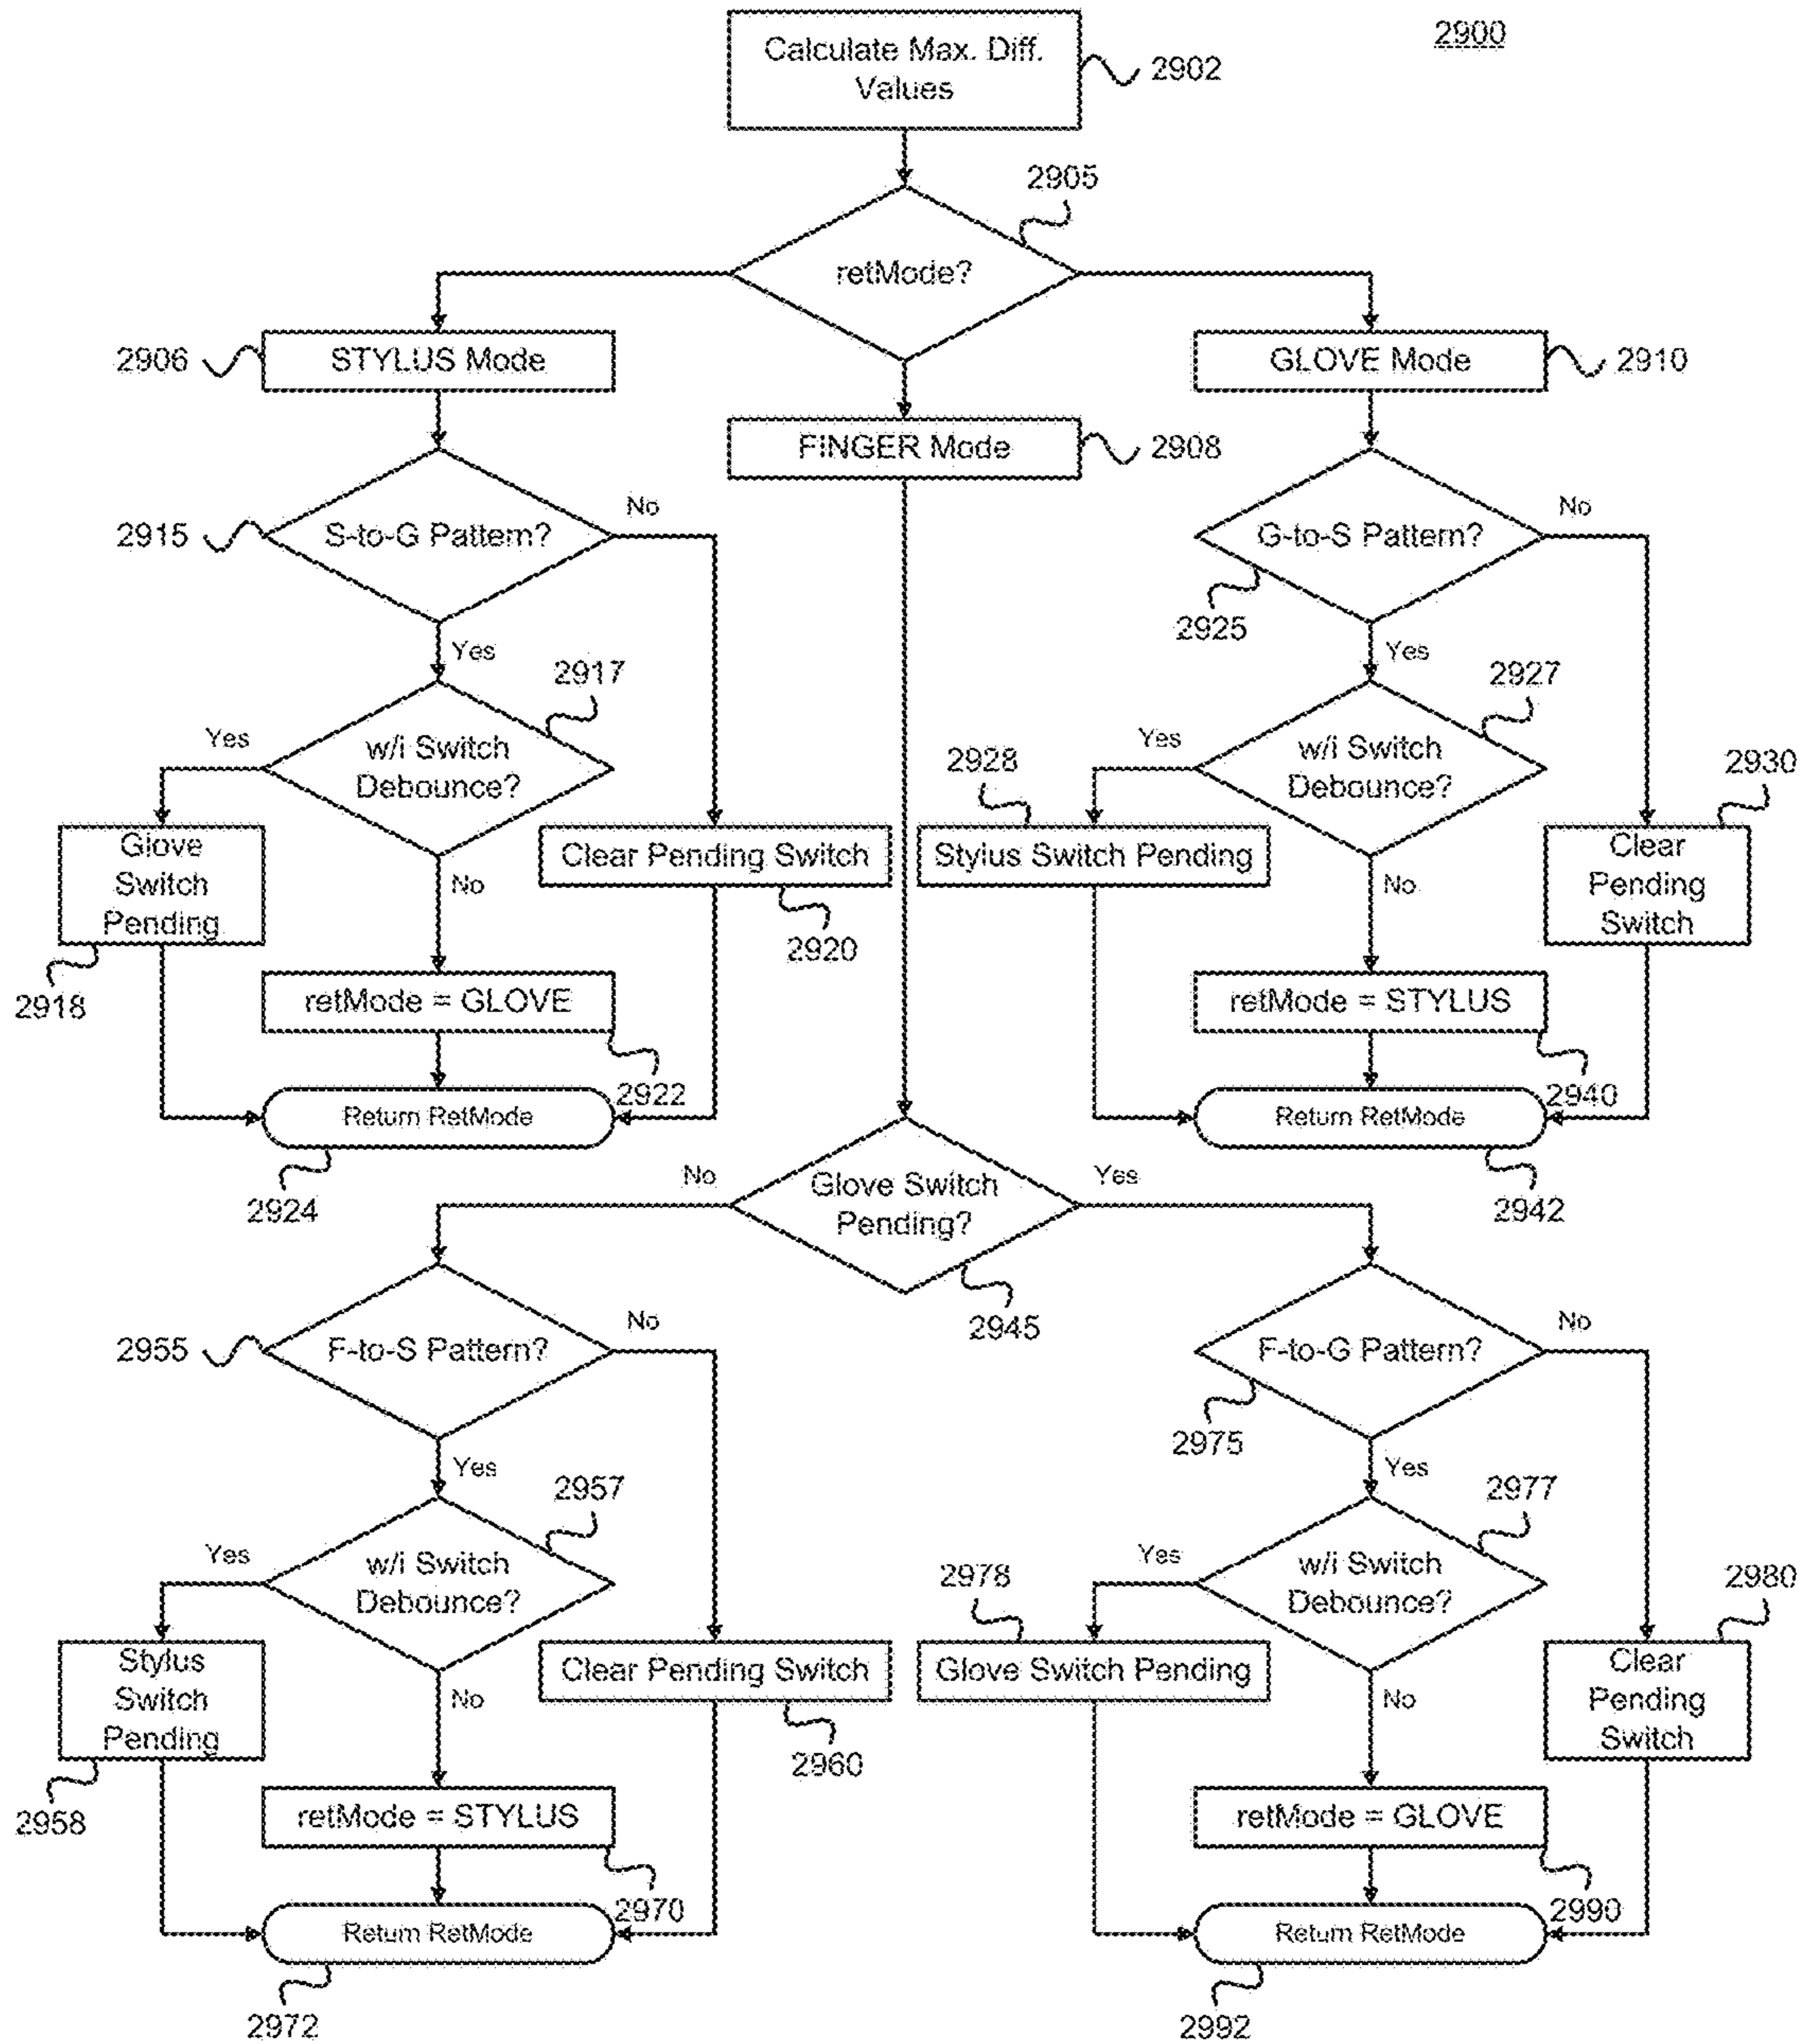 2900
Calculate Max. Diff.
Values
2902
2905
retMode?
2906
STYLUS Mode
GLOVE Mode
2910
FINGER Mode
2908
2915
S-to-G Pattern?
No
G-to-S Pattern?
No
2925
Yes
Yes
2917
2927
Yes
w/i Switch
Debounce?
Yes
w/i Switch
Debounce?
2928
2930
Glove
Switch
Pending
No
Clear Pending Switch
Stylus Switch Pending
No
Clear
Pending
Switch
2918
2920
retMode = GLOVE
retMode = STYLUS
2922
2940
Return RetMode
Return RetMode
2924
2942
No
Glove Switch
Pending?
Yes
2945
2955
F-to-S Pattern?
No
F-to-G Pattern?
No
2975
Yes
Yes
2957
2977
Yes
w/i Switch
Debounce?
Yes
w/i Switch
Debounce?
2978
2980
Stylus
Switch
Pending
No
Clear Pending Switch
Glove Switch Pending
No
Clear
Pending
Switch
2958
2960
retMode = STYLUS
retMode = GLOVE
2970
2990
Return RetMode
Return RetMode
2972
2992